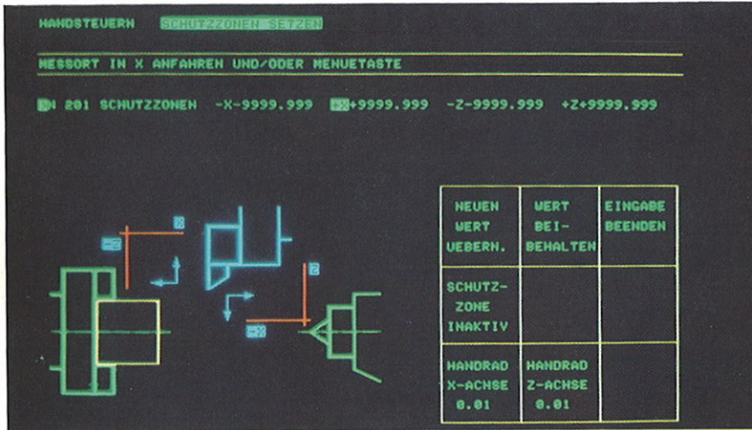 HANDSTEUERN SCHUTZZONEN SETZEN
MESSORT IN X ANFAHREN UND/ODER MENUETASTE
N 201 SCHUTZZONEN -X-9999.999 +X+9999.999 -Z-9999.999 +Z+9999.999
NEUEN WERT UEBERN.
WERT BEI- BEHALTEN
EINGABE BEENDEN
SCHUTZ- ZONE INAKTIV
HANDRAD X-ACHSE 0.01
HANDRAD Z-ACHSE 0.01